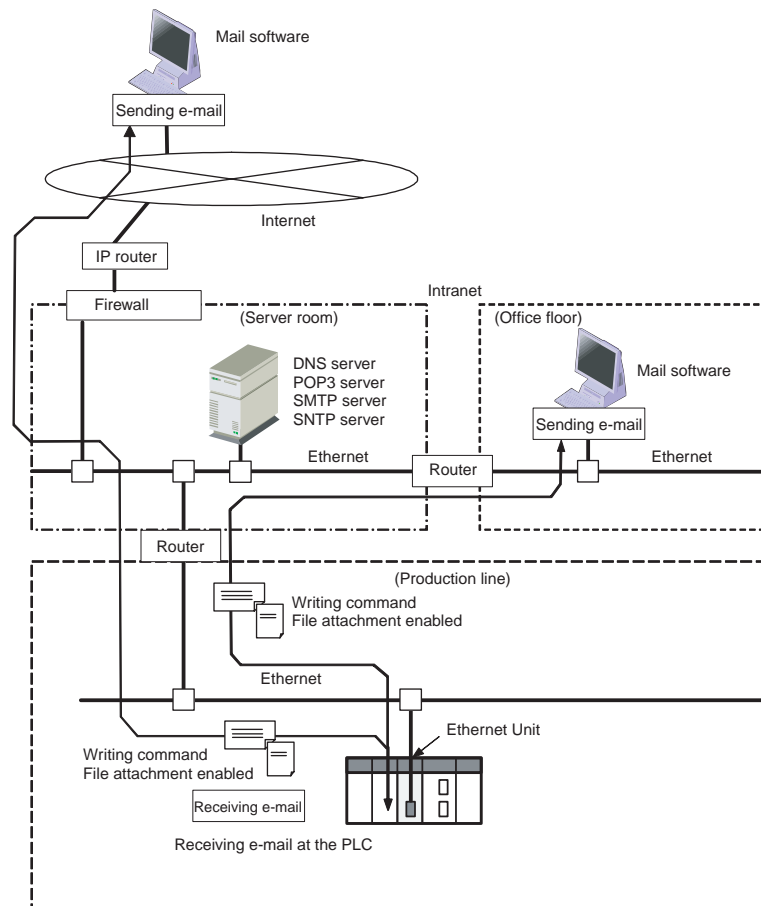 Mail software
Sending e-mail
Internet
IP router
Firewall
Intranet
(Server room)
(Office floor)
DNS server
POP3 server
SMTP server
SNTP server
Mail software
Sending e-mail
Ethernet
Router
Ethernet
Router
(Production line)
Writing command
File attachment enabled
Ethernet
Ethernet Unit
Writing command
File attachment enabled
Receiving e-mail
Receiving e-mail at the PLC